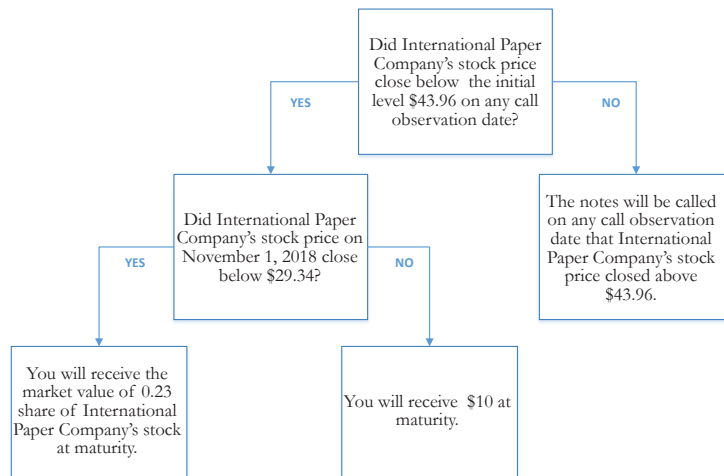 Did International Paper
Company's stock price
close below the initial
level $43.96 on any call
observation date?
YES
NO
Did International Paper
Company's stock price on
November 1, 2018 close
below $29.34?
The notes will be called
on any call observation
date that International
Paper Company's stock
price closed above
$43.96.
YES
NO
You will receive the
market value of 0.23
share of International
Paper Company's stock
at maturity.
You will receive $10 at
maturity.